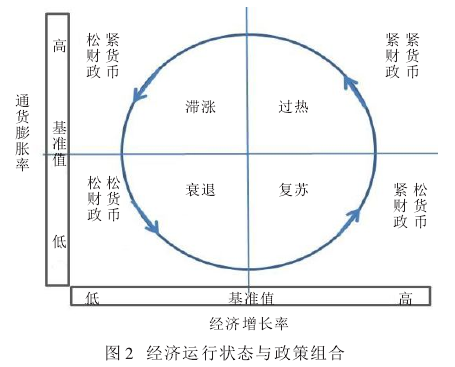 松财政
紧货币
紧财政
紧货币
高
通货膨胀率
基准值
低
滞涨
过热
衰退
复苏
松财政
松货币
紧财政
松货币
低
基准值
高
经济增长率
图2 经济运行状态与政策组合